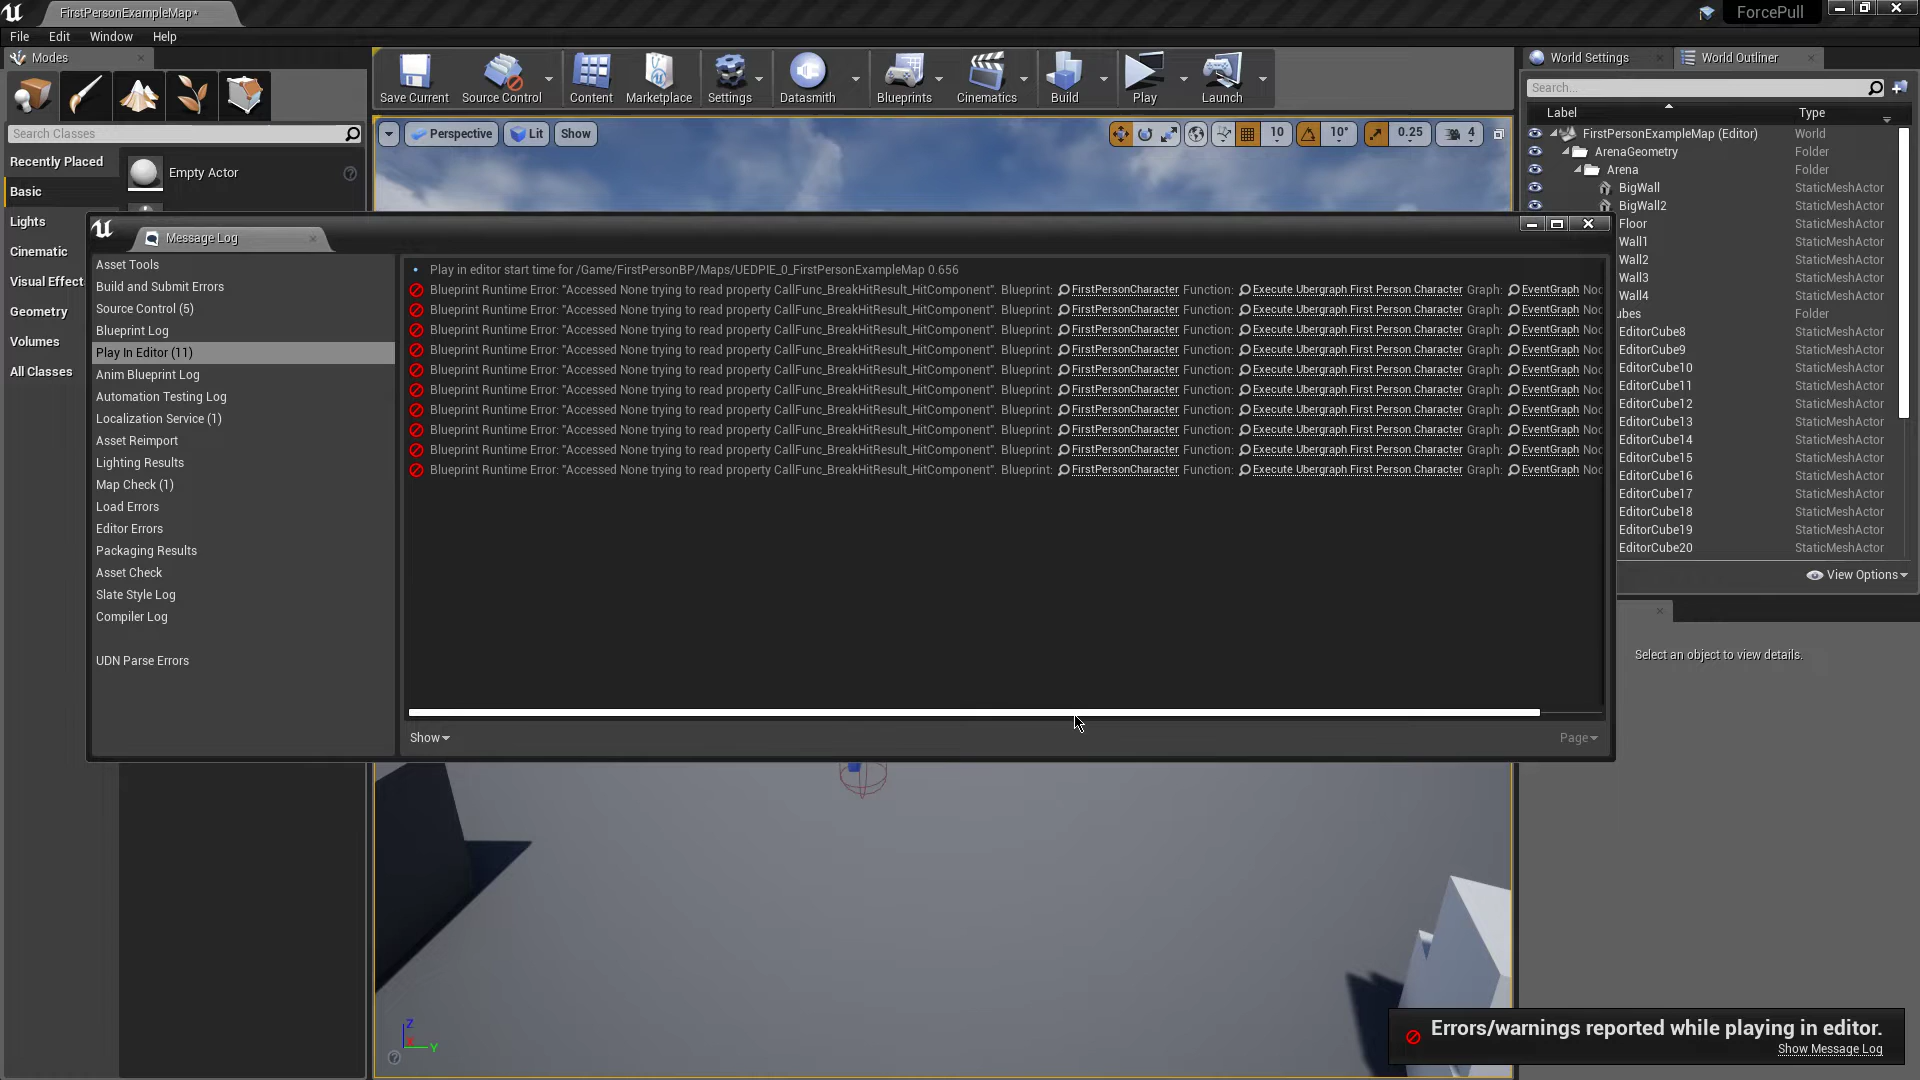 FirstPersonExampleMap*
ForcePull
File Edit Window Help
Modes
Search Classes
Recently Placed
Basic
Lights
Cinematic
Visual Effect
Geometry
Volumes
All Classes
Empty Actor
Save Current
Source Control
Content
Marketplace
Settings
Datasmith
Blueprints
Cinematics
Build
Play
Launch
Perspective Lit Show
10 10° 0.25 4
World Settings World Outliner
Search...
Label Type
FirstPersonExampleMap (Editor) World
ArenaGeometry Folder
Arena Folder
BigWall StaticMeshActor
BigWall2 StaticMeshActor
Floor StaticMeshActor
Wall1 StaticMeshActor
Wall2 StaticMeshActor
Wall3 StaticMeshActor
Wall4 StaticMeshActor
ubes Folder
EditorCube8 StaticMeshActor
EditorCube9 StaticMeshActor
EditorCube10 StaticMeshActor
EditorCube11 StaticMeshActor
EditorCube12 StaticMeshActor
EditorCube13 StaticMeshActor
EditorCube14 StaticMeshActor
EditorCube15 StaticMeshActor
EditorCube16 StaticMeshActor
EditorCube17 StaticMeshActor
EditorCube18 StaticMeshActor
EditorCube19 StaticMeshActor
EditorCube20 StaticMeshActor
View Options
Select an object to view details.
Message Log
Asset Tools
Build and Submit Errors
Source Control (5)
Blueprint Log
Play In Editor (11)
Anim Blueprint Log
Automation Testing Log
Localization Service (1)
Asset Reimport
Lighting Results
Map Check (1)
Load Errors
Editor Errors
Packaging Results
Asset Check
Slate Style Log
Compiler Log
UDN Parse Errors
Play in editor start time for /Game/FirstPersonBP/Maps/UEDPIE_0_FirstPersonExampleMap 0.656
Blueprint Runtime Error: "Accessed None trying to read property CallFunc_BreakHitResult_HitComponent". Blueprint: FirstPersonCharacter Function: Execute Ubergraph First Person Character Graph: EventGraph Noc
Blueprint Runtime Error: "Accessed None trying to read property CallFunc_BreakHitResult_HitComponent". Blueprint: FirstPersonCharacter Function: Execute Ubergraph First Person Character Graph: EventGraph Noc
Blueprint Runtime Error: "Accessed None trying to read property CallFunc_BreakHitResult_HitComponent". Blueprint: FirstPersonCharacter Function: Execute Ubergraph First Person Character Graph: EventGraph Noc
Blueprint Runtime Error: "Accessed None trying to read property CallFunc_BreakHitResult_HitComponent". Blueprint: FirstPersonCharacter Function: Execute Ubergraph First Person Character Graph: EventGraph Noc
Blueprint Runtime Error: "Accessed None trying to read property CallFunc_BreakHitResult_HitComponent". Blueprint: FirstPersonCharacter Function: Execute Ubergraph First Person Character Graph: EventGraph Noc
Blueprint Runtime Error: "Accessed None trying to read property CallFunc_BreakHitResult_HitComponent". Blueprint: FirstPersonCharacter Function: Execute Ubergraph First Person Character Graph: EventGraph Noc
Blueprint Runtime Error: "Accessed None trying to read property CallFunc_BreakHitResult_HitComponent". Blueprint: FirstPersonCharacter Function: Execute Ubergraph First Person Character Graph: EventGraph Noc
Blueprint Runtime Error: "Accessed None trying to read property CallFunc_BreakHitResult_HitComponent". Blueprint: FirstPersonCharacter Function: Execute Ubergraph First Person Character Graph: EventGraph Noc
Blueprint Runtime Error: "Accessed None trying to read property CallFunc_BreakHitResult_HitComponent". Blueprint: FirstPersonCharacter Function: Execute Ubergraph First Person Character Graph: EventGraph Noc
Blueprint Runtime Error: "Accessed None trying to read property CallFunc_BreakHitResult_HitComponent". Blueprint: FirstPersonCharacter Function: Execute Ubergraph First Person Character Graph: EventGraph Noc
Show Page
Z
Y
Errors/warnings reported while playing in editor.
Show Message Log